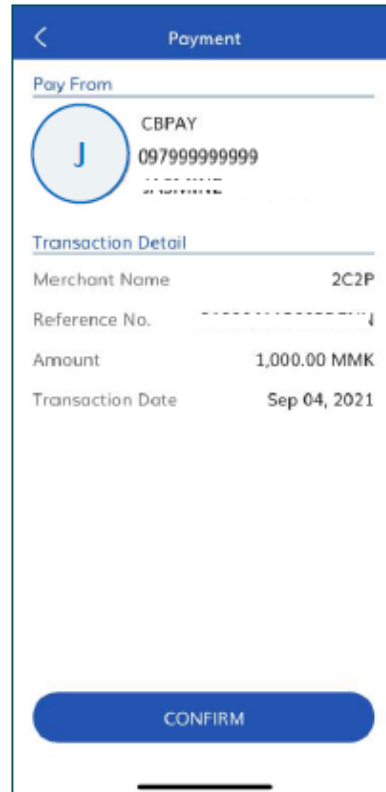 Payment
Pay From
J
CBPAY
097999999999
Transaction Detail
Merchant Name 2C2P
Reference No.
Amount 1,000.00 MMK
Transaction Date Sep 04, 2021
CONFIRM